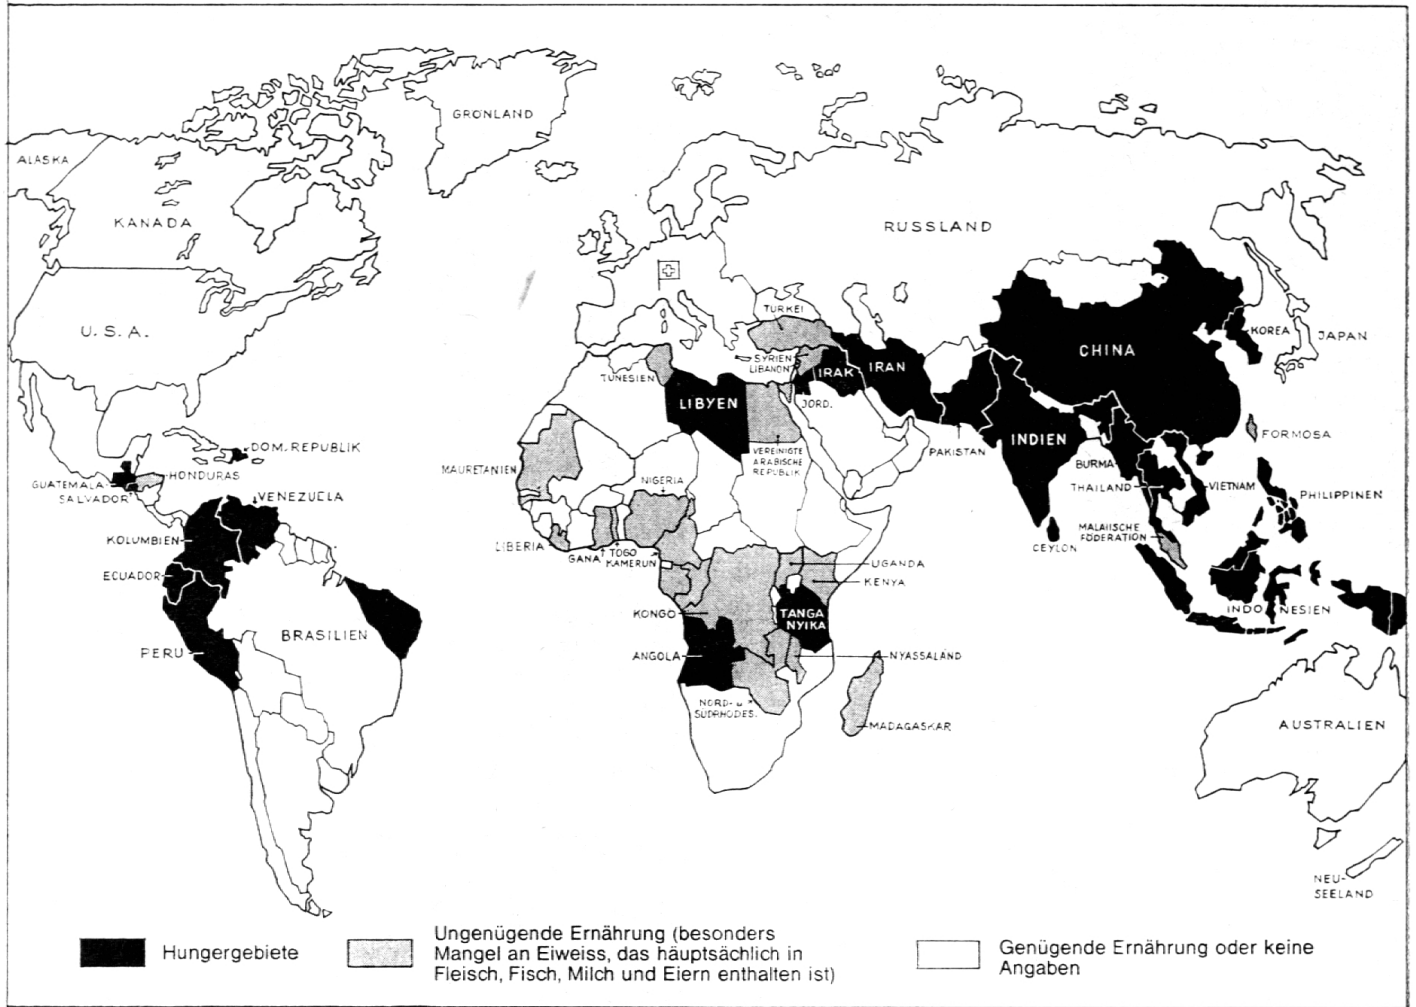 GRÖNLAND
ALASKA
KANADA
RUSSLAND
U.S.A.
TURKEI
KOREA
JAPAN
CHINA
SYRIEN
LIBANON
IRAK
IRAN
TUNESIEN
LIBYEN
JORD.
INDIEN
FORMOSA
DOM. REPUBLIK
VEREINIGTE
ARABISCHE
REPUBLIK
PAKISTAN
MAURETANIEN
BURMA
HONDURAS
GUATEMALA
SALVADOR
NIGERIA
THAILAND
VIETNAM
PHILIPPINEN
VENEZUELA
KOLUMBIEN
LIBERIA
GANA
TOGO
KAMERUN
CEYLON
MALAIISCHE
FÖDERATION
ECUADOR
UGANDA
KENYA
KONGO
TANGA
NYIKA
INDO NESIEN
BRASILIEN
PERU
ANGOLA
NYASSALAND
NORD- u
SÜDRHODES.
MADAGASKAR
AUSTRALIEN
NEU-
SEELAND
Hungergebiete
Ungenügende Ernährung (besonders
Mangel an Eiweiss, das häuptsächlich in
Fleisch, Fisch, Milch und Eiern enthalten ist)
Genügende Ernährung oder keine
Angaben